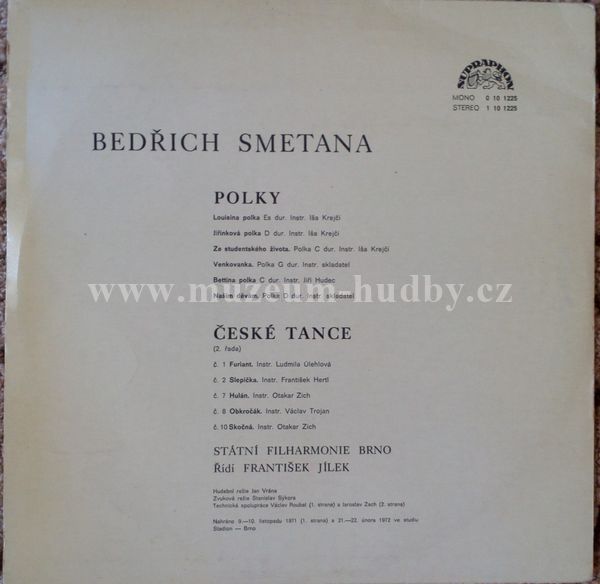 SUPRAPHON
MONO 0 10 1225
STEREO 1 10 1225
BEDŘICH SMETANA
POLKY
Louisina polka Es dur. Instr. Iša Krejčí
Jiřinková polka D dur. Instr. Iša Krejčí
Ze studentského života. Polka C dur. Instr. Iša Krejčí
Venkovanka. Polka G dur. Instr. skladatel
Bettina polka C dur. Instr. Jiří Hudec
www.muzeum-hudby.cz
Našim děvám. Polka D dur. Instr. skladatel
ČESKÉ TANCE
(2. řada)
č. 1 Furiant. Instr. Ludmila Úlehlová
č. 2 Slepička. Instr. František Hertl
č. 7 Hulán. Instr. Otakar Zich
č. 8 Obkročák. Instr. Václav Trojan
č. 10 Skočná. Instr. Otakar Zich
STÁTNÍ FILHARMONIE BRNO
Řídí FRANTIŠEK JÍLEK
Hudební režie Jan Vrána
Zvuková režie Stanislav Sýkora
Technická spolupráce Václav Roubal (1. strana) a Jaroslav Zach (2. strana)
Nahráno 9.—10. listopadu 1971 (1. strana) a 21.—22. února 1972 ve studiu
Stadion — Brno